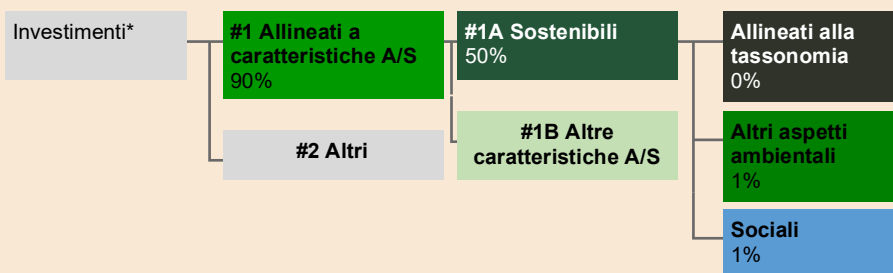 Investimenti*
#1 Allineati a
caratteristiche A/S
90%
#1A Sostenibili
50%
Allineati alla
tassonomia
0%
#2 Altri
#1B Altre
caratteristiche A/S
Altri aspetti
ambientali
1%
Sociali
1%